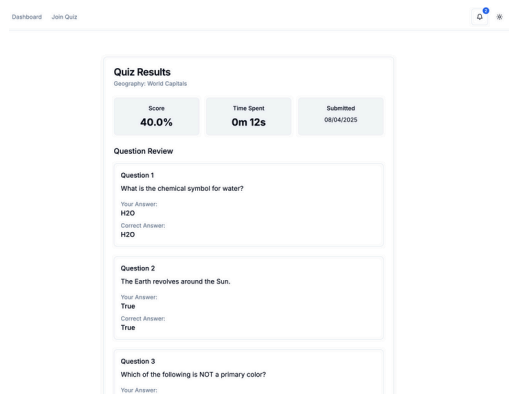 Dashboard Join Quiz
0
Quiz Results
Geography: World Capitals
Score Time Spent Submitted
40.0% 0m 12s 08/04/2025
Question Review
Question 1
What is the chemical symbol for water?
Your Answer:
H2O
Correct Answer:
H2O
Question 2
The Earth revolves around the Sun.
Your Answer:
True
Correct Answer:
True
Question 3
Which of the following is NOT a primary color?
Your Answer: